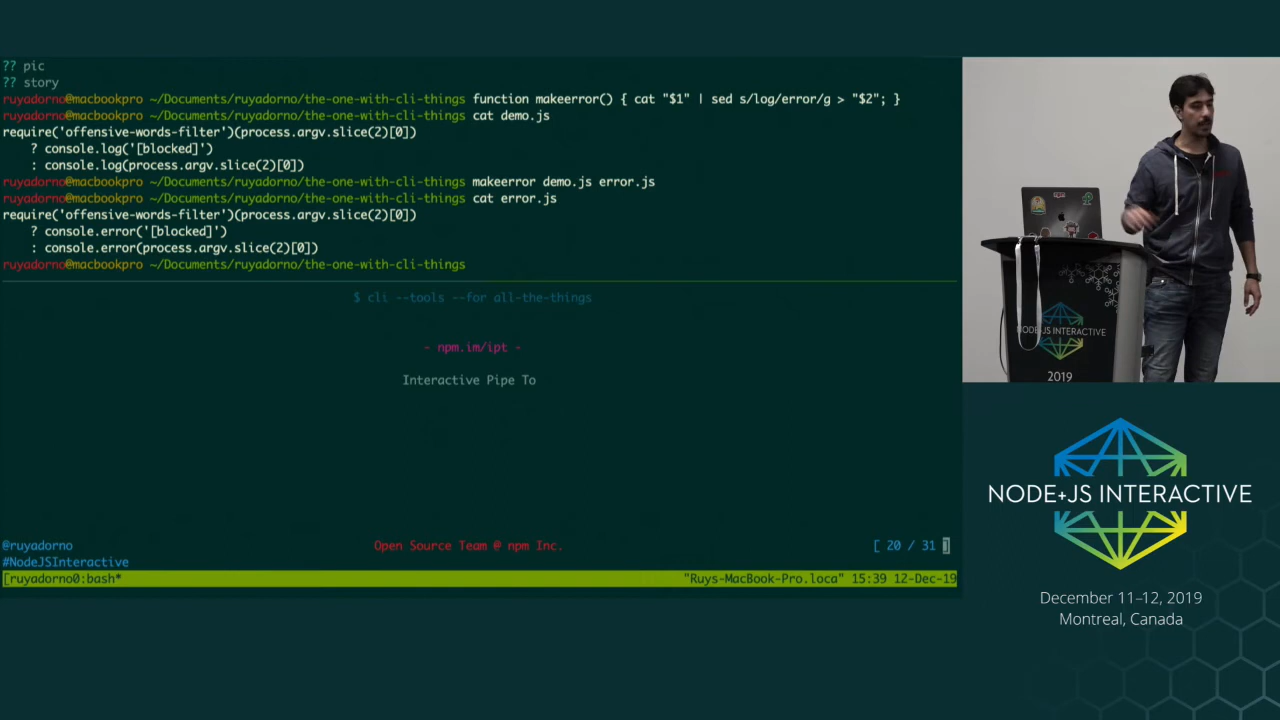 ?? pic
?? story
ruyadorno@macbookpro ~/Documents/ruyadorno/the-one-with-cli-things function makeerror() { cat "$1" | sed s/log/error/g > "$2"; }
ruyadorno@macbookpro ~/Documents/ruyadorno/the-one-with-cli-things cat demo.js
require('offensive-words-filter')(process.argv.slice(2)[0])
    ? console.log('[blocked]')
    : console.log(process.argv.slice(2)[0])
ruyadorno@macbookpro ~/Documents/ruyadorno/the-one-with-cli-things makeerror demo.js error.js
ruyadorno@macbookpro ~/Documents/ruyadorno/the-one-with-cli-things cat error.js
require('offensive-words-filter')(process.argv.slice(2)[0])
    ? console.error('[blocked]')
    : console.error(process.argv.slice(2)[0])
ruyadorno@macbookpro ~/Documents/ruyadorno/the-one-with-cli-things
$ cli --tools --for all-the-things
- npm.im/ipt -
Interactive Pipe To
@ruyadorno
Open Source Team @ npm Inc.
[ 20 / 31 ]
#NodeJSInteractive
[ruyadorno0:bash*
"Ruys-MacBook-Pro.loca" 15:39 12-Dec-19
NODE JS INTERACTIVE
2019
NODE+JS INTERACTIVE
December 11–12, 2019
Montreal, Canada